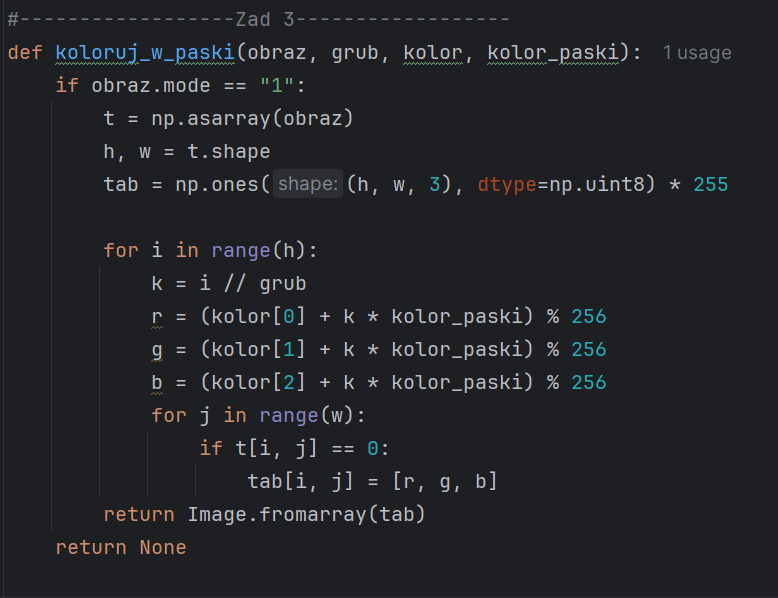 #------------------Zad 3------------------
def koloruj_w_paski(obraz, grub, kolor, kolor_paski): 1 usage
    if obraz.mode == "1":
        t = np.asarray(obraz)
        h, w = t.shape
        tab = np.ones( shape: (h, w, 3), dtype=np.uint8) * 255
        for i in range(h):
            k = i // grub
            r = (kolor[0] + k * kolor_paski) % 256
            g = (kolor[1] + k * kolor_paski) % 256
            b = (kolor[2] + k * kolor_paski) % 256
            for j in range(w):
                if t[i, j] == 0:
                    tab[i, j] = [r, g, b]
        return Image.fromarray(tab)
    return None